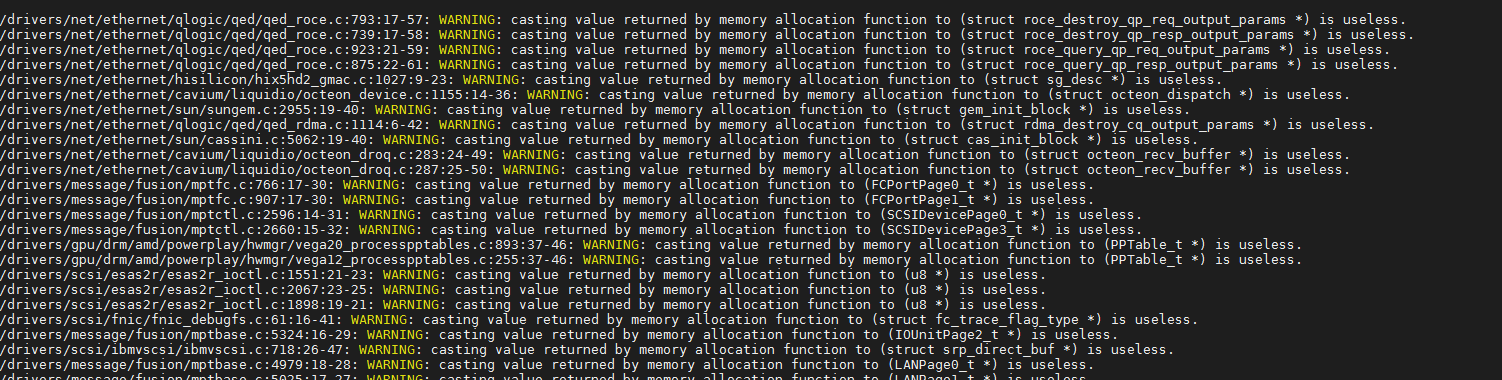 /drivers/net/ethernet/qlogic/qed/qed_roce.c:793:17-57: WARNING: casting value returned by memory allocation function to (struct roce_destroy_qp_req_output_params *) is useless.
/drivers/net/ethernet/qlogic/qed/qed_roce.c:739:17-58: WARNING: casting value returned by memory allocation function to (struct roce_destroy_qp_resp_output_params *) is useless.
/drivers/net/ethernet/qlogic/qed/qed_roce.c:923:21-59: WARNING: casting value returned by memory allocation function to (struct roce_query_qp_req_output_params *) is useless.
/drivers/net/ethernet/qlogic/qed/qed_roce.c:875:22-61: WARNING: casting value returned by memory allocation function to (struct roce_query_qp_resp_output_params *) is useless.
/drivers/net/ethernet/hisilicon/hix5hd2_gmac.c:1027:9-23: WARNING: casting value returned by memory allocation function to (struct sg_desc *) is useless.
/drivers/net/ethernet/cavium/liquidio/octeon_device.c:1155:14-36: WARNING: casting value returned by memory allocation function to (struct octeon_dispatch *) is useless.
/drivers/net/ethernet/sun/sungem.c:2955:19-40: WARNING: casting value returned by memory allocation function to (struct gem_init_block *) is useless.
/drivers/net/ethernet/qlogic/qed/qed_rdma.c:1114:6-42: WARNING: casting value returned by memory allocation function to (struct rdma_destroy_cq_output_params *) is useless.
/drivers/net/ethernet/sun/cassini.c:5062:19-40: WARNING: casting value returned by memory allocation function to (struct cas_init_block *) is useless.
/drivers/net/ethernet/cavium/liquidio/octeon_droq.c:283:24-49: WARNING: casting value returned by memory allocation function to (struct octeon_recv_buffer *) is useless.
/drivers/net/ethernet/cavium/liquidio/octeon_droq.c:287:25-50: WARNING: casting value returned by memory allocation function to (struct octeon_recv_buffer *) is useless.
/drivers/message/fusion/mptfc.c:766:17-30: WARNING: casting value returned by memory allocation function to (FCPortPage0_t *) is useless.
/drivers/message/fusion/mptfc.c:907:17-30: WARNING: casting value returned by memory allocation function to (FCPortPage1_t *) is useless.
/drivers/message/fusion/mptctl.c:2596:14-31: WARNING: casting value returned by memory allocation function to (SCSIDevicePage0_t *) is useless.
/drivers/message/fusion/mptctl.c:2660:15-32: WARNING: casting value returned by memory allocation function to (SCSIDevicePage3_t *) is useless.
/drivers/gpu/drm/amd/powerplay/hwmgr/vega20_processpptables.c:893:37-46: WARNING: casting value returned by memory allocation function to (PPTable_t *) is useless.
/drivers/gpu/drm/amd/powerplay/hwmgr/vega12_processpptables.c:255:37-46: WARNING: casting value returned by memory allocation function to (PPTable_t *) is useless.
/drivers/scsi/esas2r/esas2r_ioctl.c:1551:21-23: WARNING: casting value returned by memory allocation function to (u8 *) is useless.
/drivers/scsi/esas2r/esas2r_ioctl.c:2067:23-25: WARNING: casting value returned by memory allocation function to (u8 *) is useless.
/drivers/scsi/esas2r/esas2r_ioctl.c:1898:19-21: WARNING: casting value returned by memory allocation function to (u8 *) is useless.
/drivers/scsi/fnic/fnic_debugfs.c:61:16-41: WARNING: casting value returned by memory allocation function to (struct fc_trace_flag_type *) is useless.
/drivers/message/fusion/mptbase.c:5324:16-29: WARNING: casting value returned by memory allocation function to (IOUnitPage2_t *) is useless.
/drivers/scsi/ibmvscsi/ibmvscsi.c:718:26-47: WARNING: casting value returned by memory allocation function to (struct srp_direct_buf *) is useless.
/drivers/message/fusion/mptbase.c:4979:18-28: WARNING: casting value returned by memory allocation function to (LANPage0_t *) is useless.
/drivers/message/fusion/mptbase.c:5025:17-27: WARNING: casting value returned by memory allocation function to (LANPage1_t *) is useless.